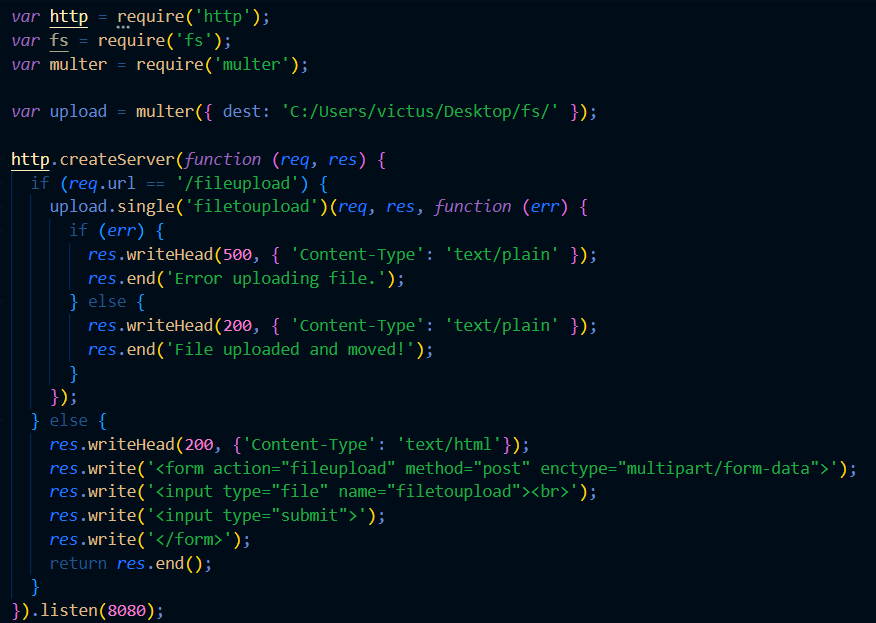 var http = require('http');
var fs = require('fs');
var multer = require('multer');
var upload = multer({ dest: 'C:/Users/victus/Desktop/fs/' });
http.createServer(function (req, res) {
if (req.url == '/fileupload') {
upload.single('filetoupload')(req, res, function (err) {
if (err) {
res.writeHead(500, { 'Content-Type': 'text/plain' });
res.end('Error uploading file.');
} else {
res.writeHead(200, { 'Content-Type': 'text/plain' });
res.end('File uploaded and moved!');
}
});
} else {
res.writeHead(200, {'Content-Type': 'text/html'});
res.write('<form action="fileupload" method="post" enctype="multipart/form-data">');
res.write('<input type="file" name="filetoupload"><br>');
res.write('<input type="submit">');
res.write('</form>');
return res.end();
}
}).listen(8080);